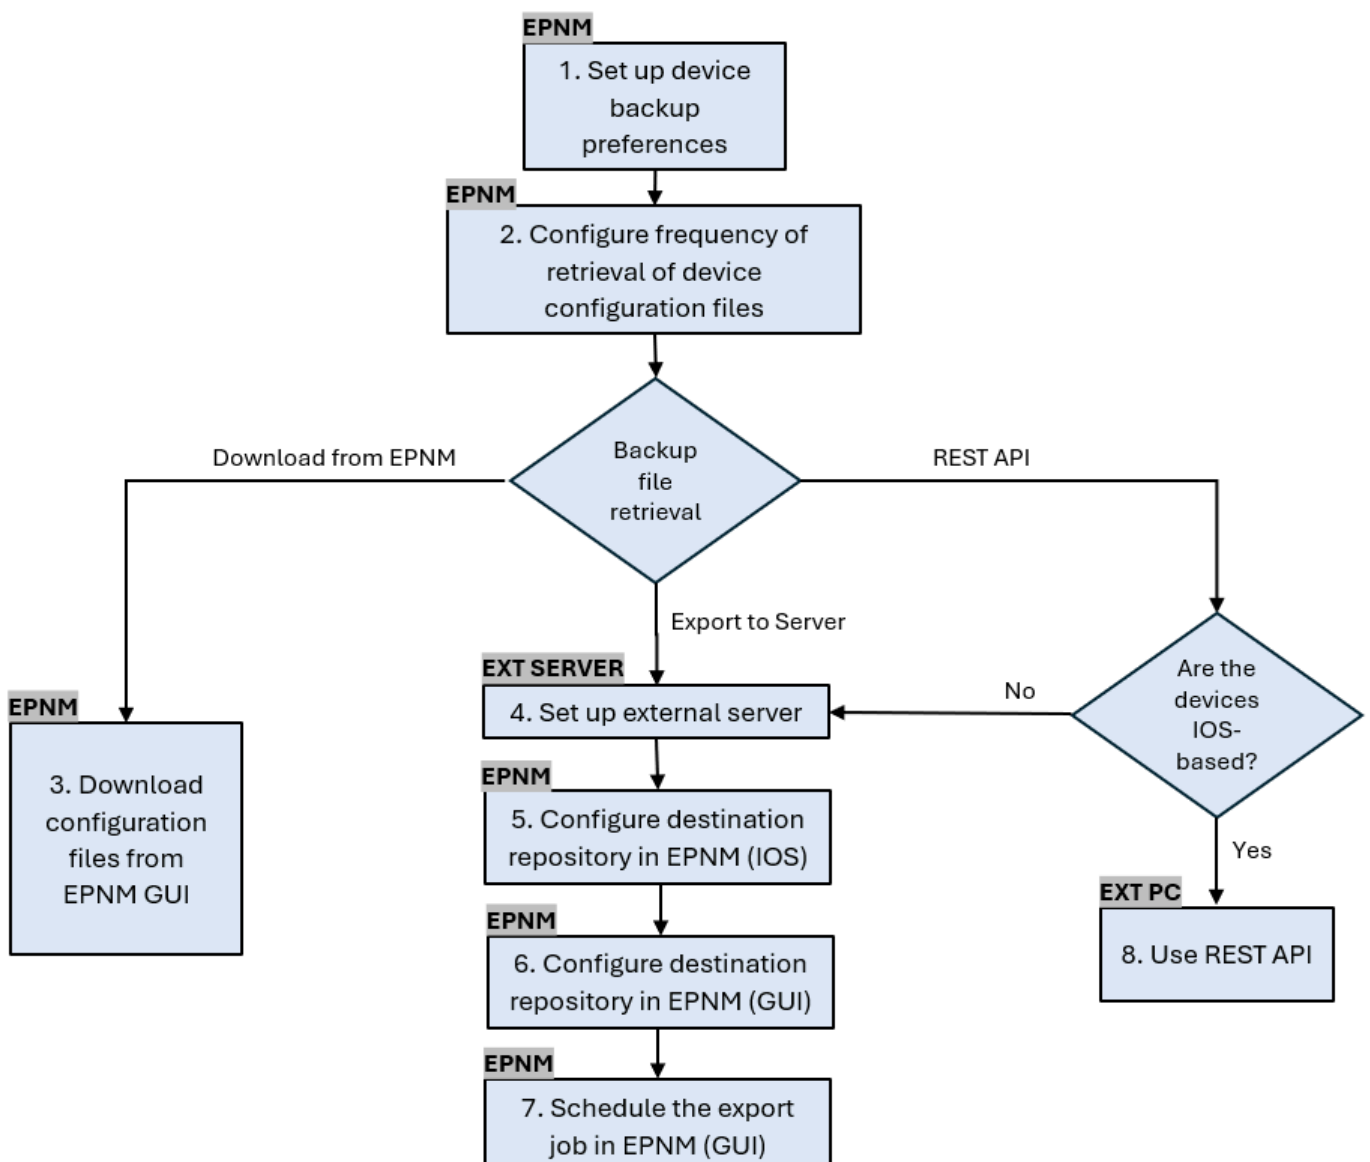 EPNM
1. Set up device
backup
preferences
EPNM
2. Configure frequency of
retrieval of device
configuration files
Backup
file
retrieval
Download from EPNM
REST API
Export to Server
EPNM
3. Download
configuration
files from
EPNM GUI
EXT SERVER
4. Set up external server
No
Are the
devices
IOS-
based?
Yes
EPNM
5. Configure destination
repository in EPNM (IOS)
EPNM
6. Configure destination
repository in EPNM (GUI)
EPNM
7. Schedule the export
job in EPNM (GUI)
EXT PC
8. Use REST API